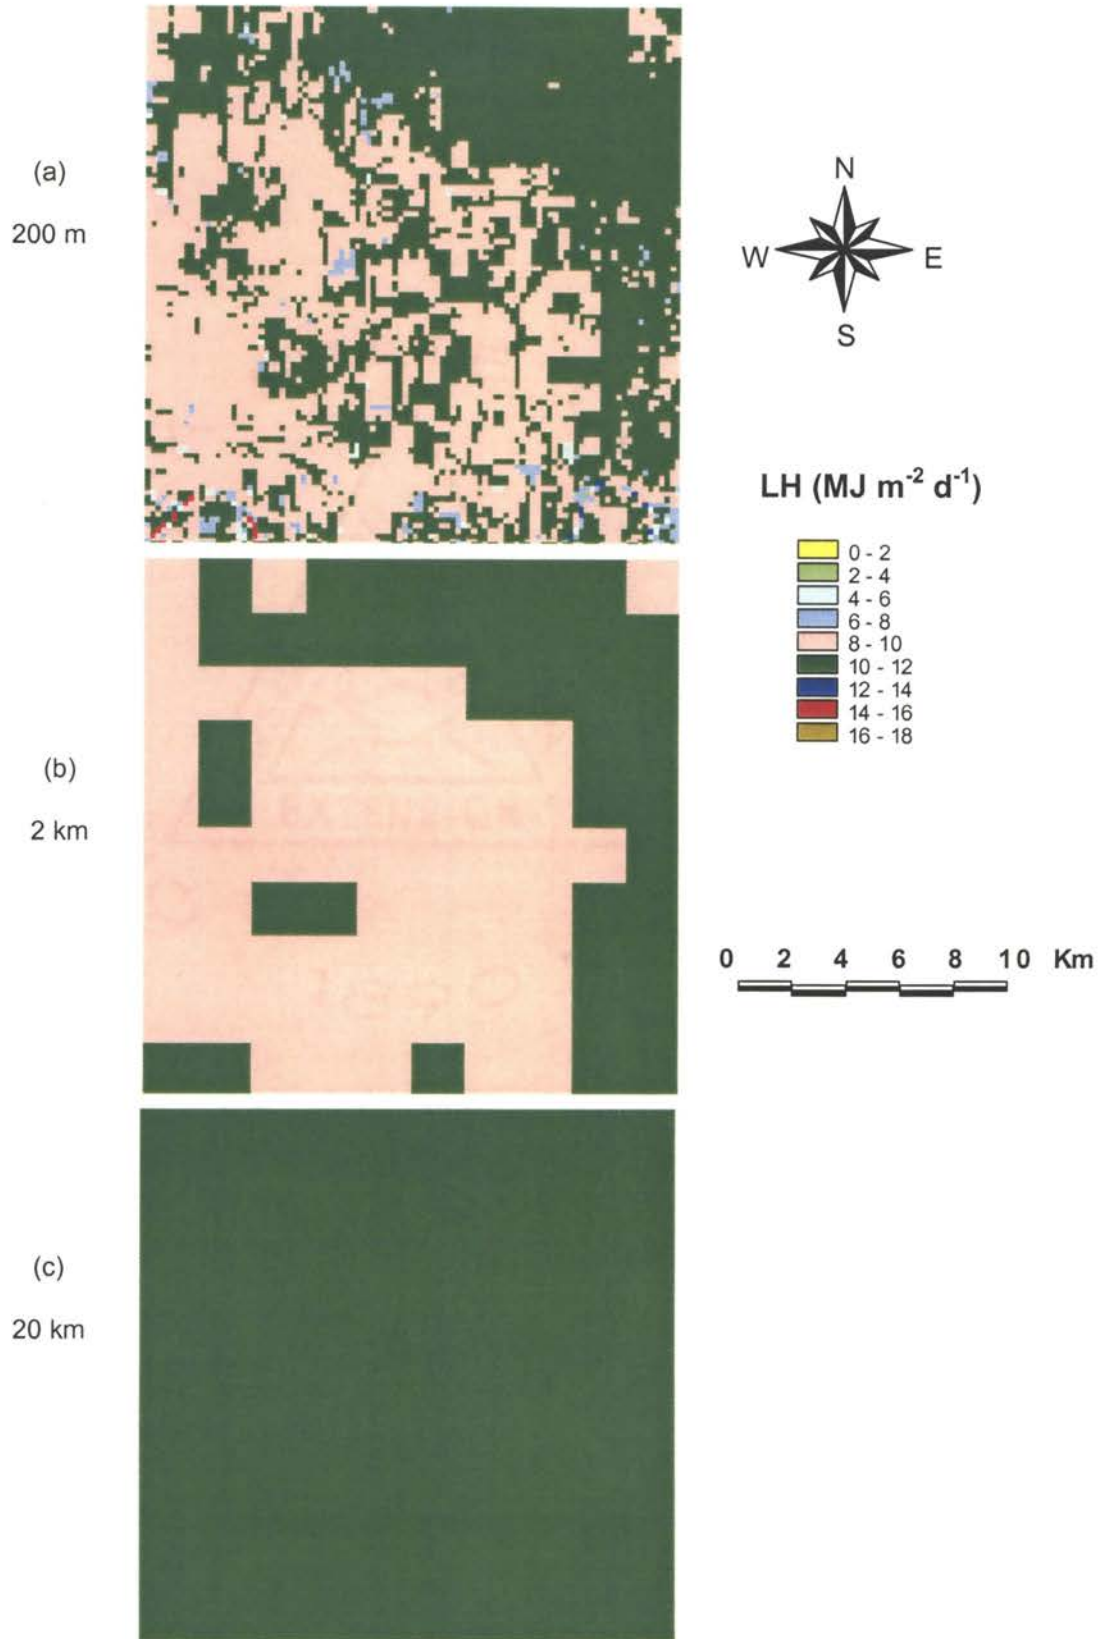 (a)
200 m
N
W
E
S
LH (MJ m⁻² d⁻¹)
0 - 2
2 - 4
4 - 6
6 - 8
8 - 10
10 - 12
12 - 14
14 - 16
16 - 18
(b)
2 km
0 2 4 6 8 10 Km
(c)
20 km